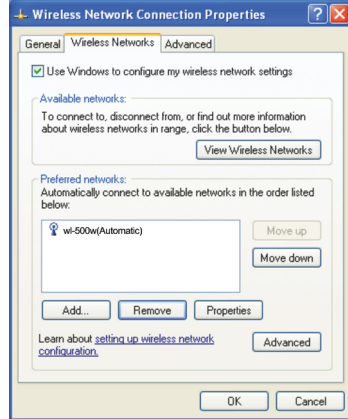 Wireless Network Connection Properties
General Wireless Networks Advanced
Use Windows to configure my wireless network settings
Available networks:
To connect to, disconnect from, or find out more information
about wireless networks in range, click the button below.
View Wireless Networks
Preferred networks:
Automatically connect to available networks in the order listed
below:
wl-500w(Automatic)
Move up
Move down
Add... Remove Properties
Learn about setting up wireless network
configuration.
Advanced
OK Cancel